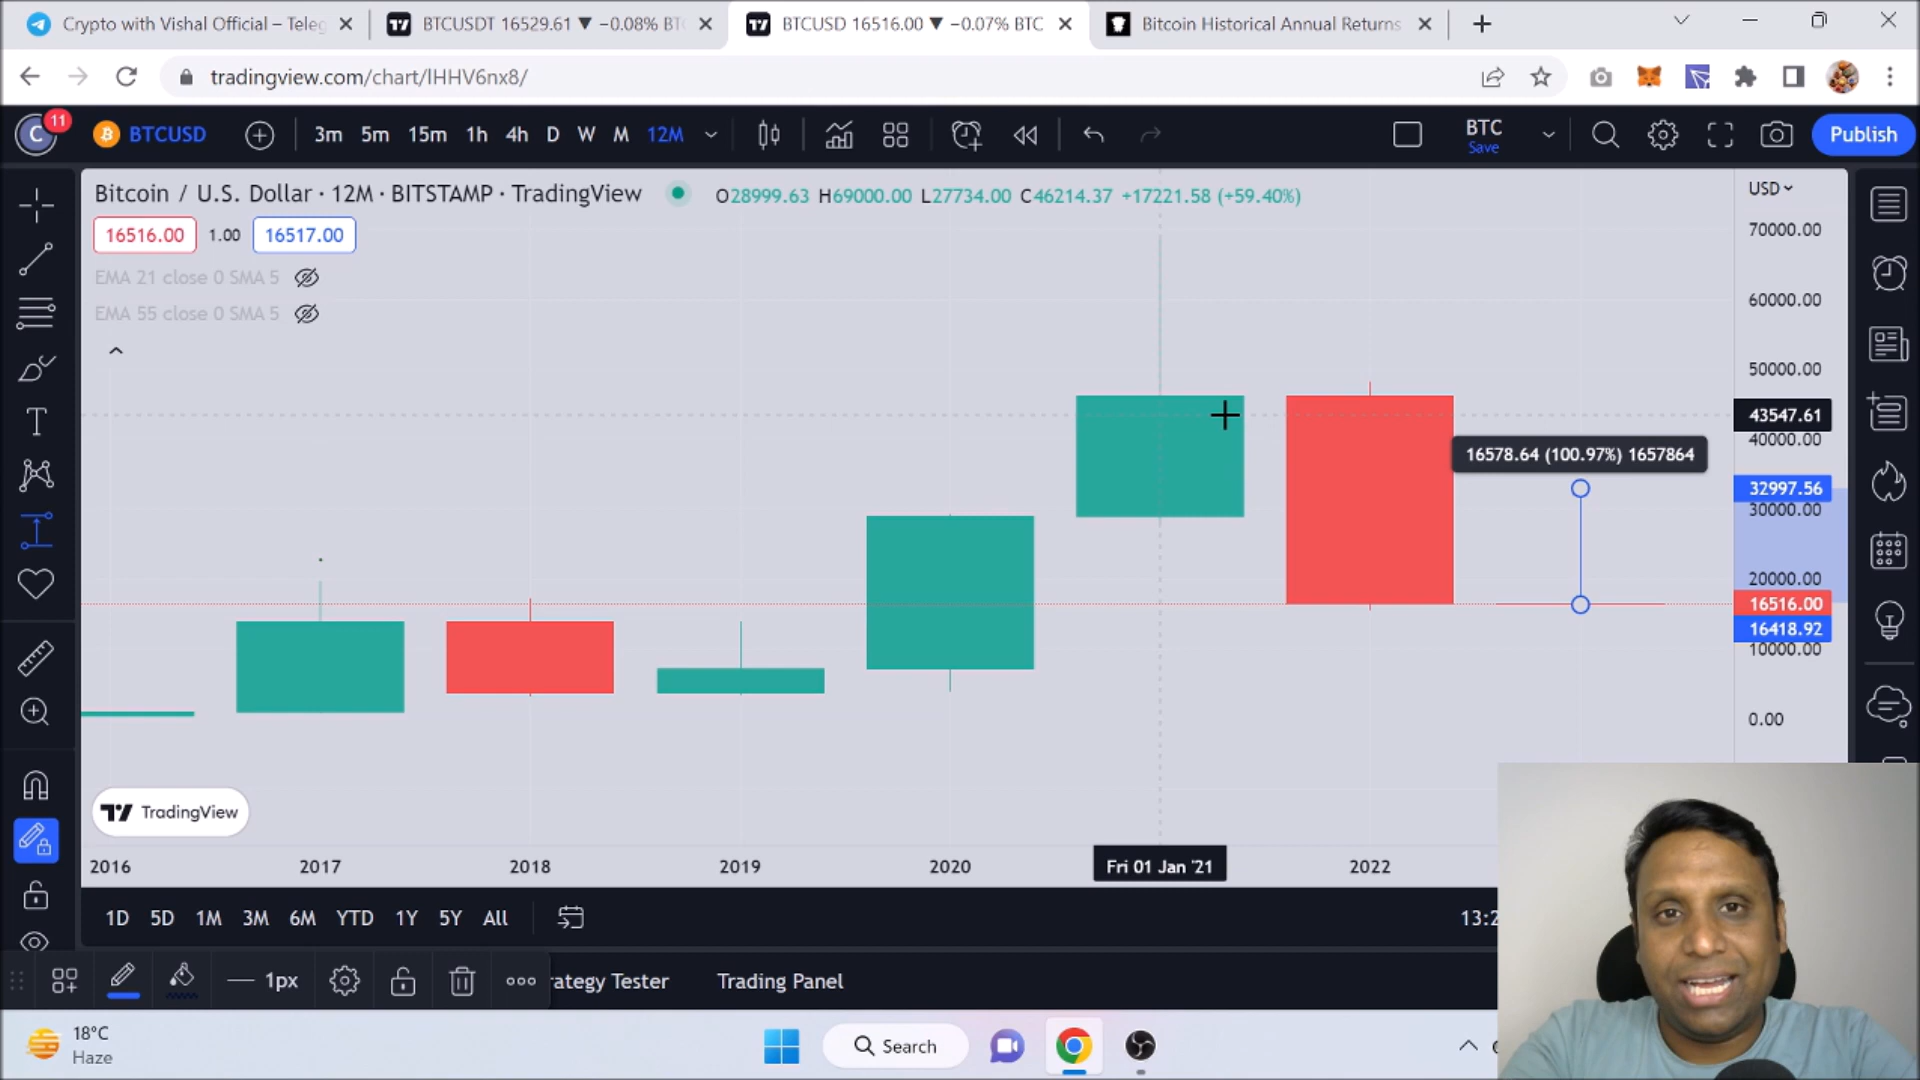 Crypto with Vishal Official – Teleg
BTCUSDT 16529.61 ▼ −0.08% BT
BTCUSD 16516.00 ▼ −0.07% BTC
Bitcoin Historical Annual Returns
tradingview.com/chart/lHHV6nx8/
C 11
BTCUSD
3m 5m 15m 1h 4h D W M 12M
BTC
Save
Publish
Bitcoin / U.S. Dollar · 12M · BITSTAMP · TradingView
O28999.63 H69000.00 L27734.00 C46214.37 +17221.58 (+59.40%)
USD
16516.00 1.00 16517.00
EMA 21 close 0 SMA 5
EMA 55 close 0 SMA 5
70000.00
60000.00
50000.00
43547.61
40000.00
16578.64 (100.97%) 1657864
32997.56
30000.00
20000.00
16516.00
16418.92
10000.00
0.00
TradingView
2016 2017 2018 2019 2020 Fri 01 Jan '21 2022
1D 5D 1M 3M 6M YTD 1Y 5Y All
13:2
1px
rategy Tester
Trading Panel
18°C
Haze
Search